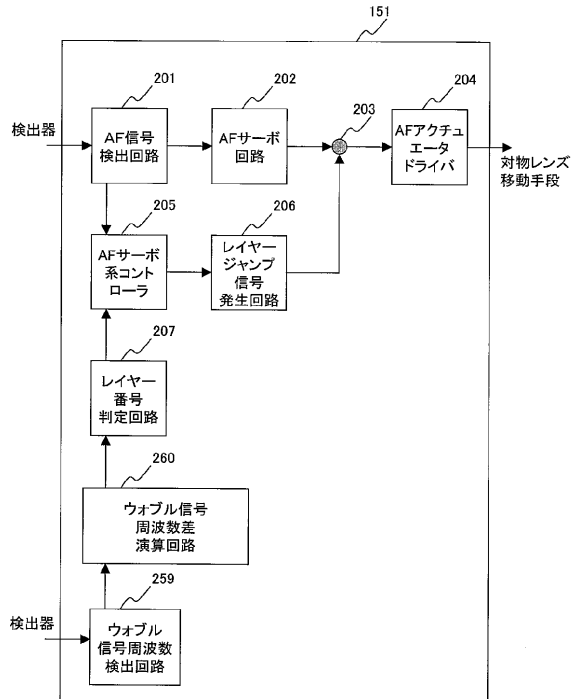 151
201
202
203
204
検出器
AF信号
検出回路
AFサーボ
回路
AFアクチュ
エータ
ドライバ
対物レンズ
移動手段
205
206
AFサーボ
系コント
ローラ
レイヤー
ジャンプ
信号
発生回路
207
レイヤー
番号
判定回路
260
ウォブル信号
周波数差
演算回路
259
検出器
ウォブル
信号周波数
検出回路